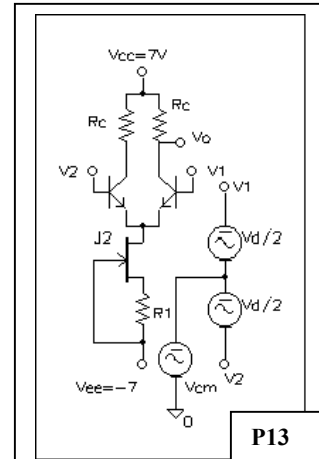 Vcc=7V
Rc
Rc
Vo
V2
V1
V1
J2
Vd/2
R1
Vd/2
Vee=-7
Vcm
V2
0
P13